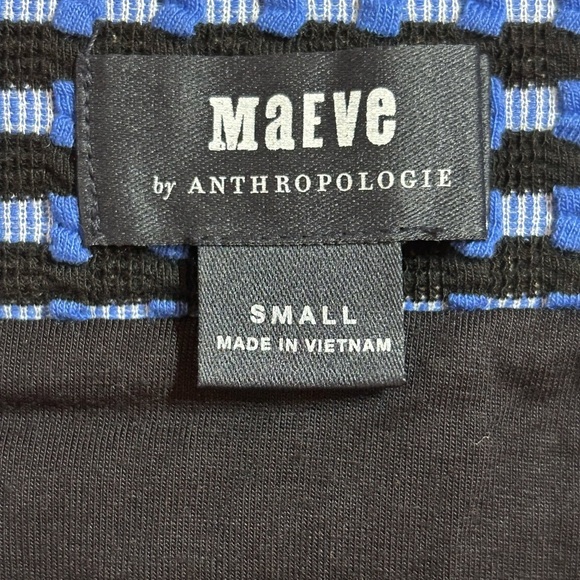 MaEVe
by ANTHROPOLOGIE
SMALL
MADE IN VIETNAM